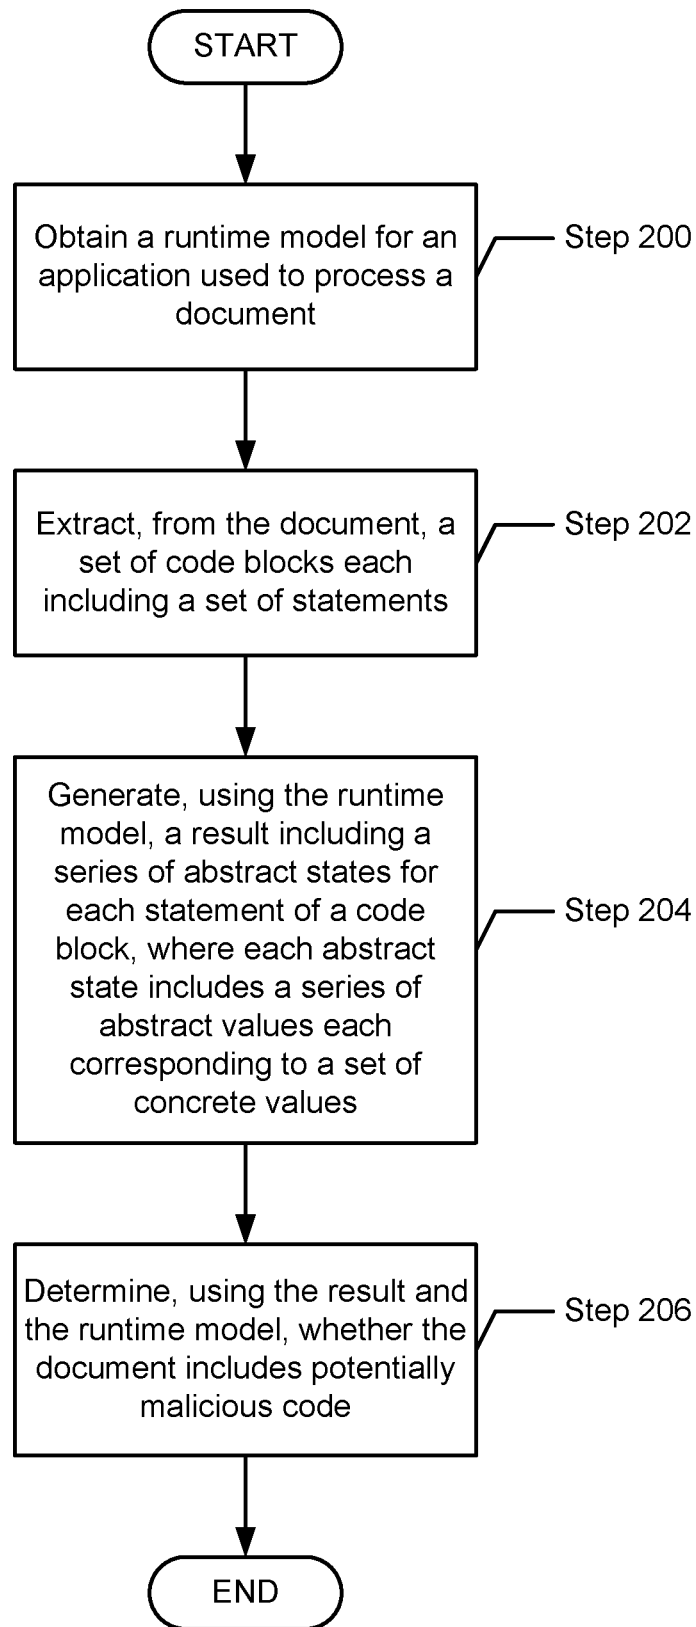 START
Obtain a runtime model for an
application used to process a
document
Step 200
Extract, from the document, a
set of code blocks each
including a set of statements
Step 202
Generate, using the runtime
model, a result including a
series of abstract states for
each statement of a code
block, where each abstract
state includes a series of
abstract values each
corresponding to a set of
concrete values
Step 204
Determine, using the result and
the runtime model, whether the
document includes potentially
malicious code
Step 206
END